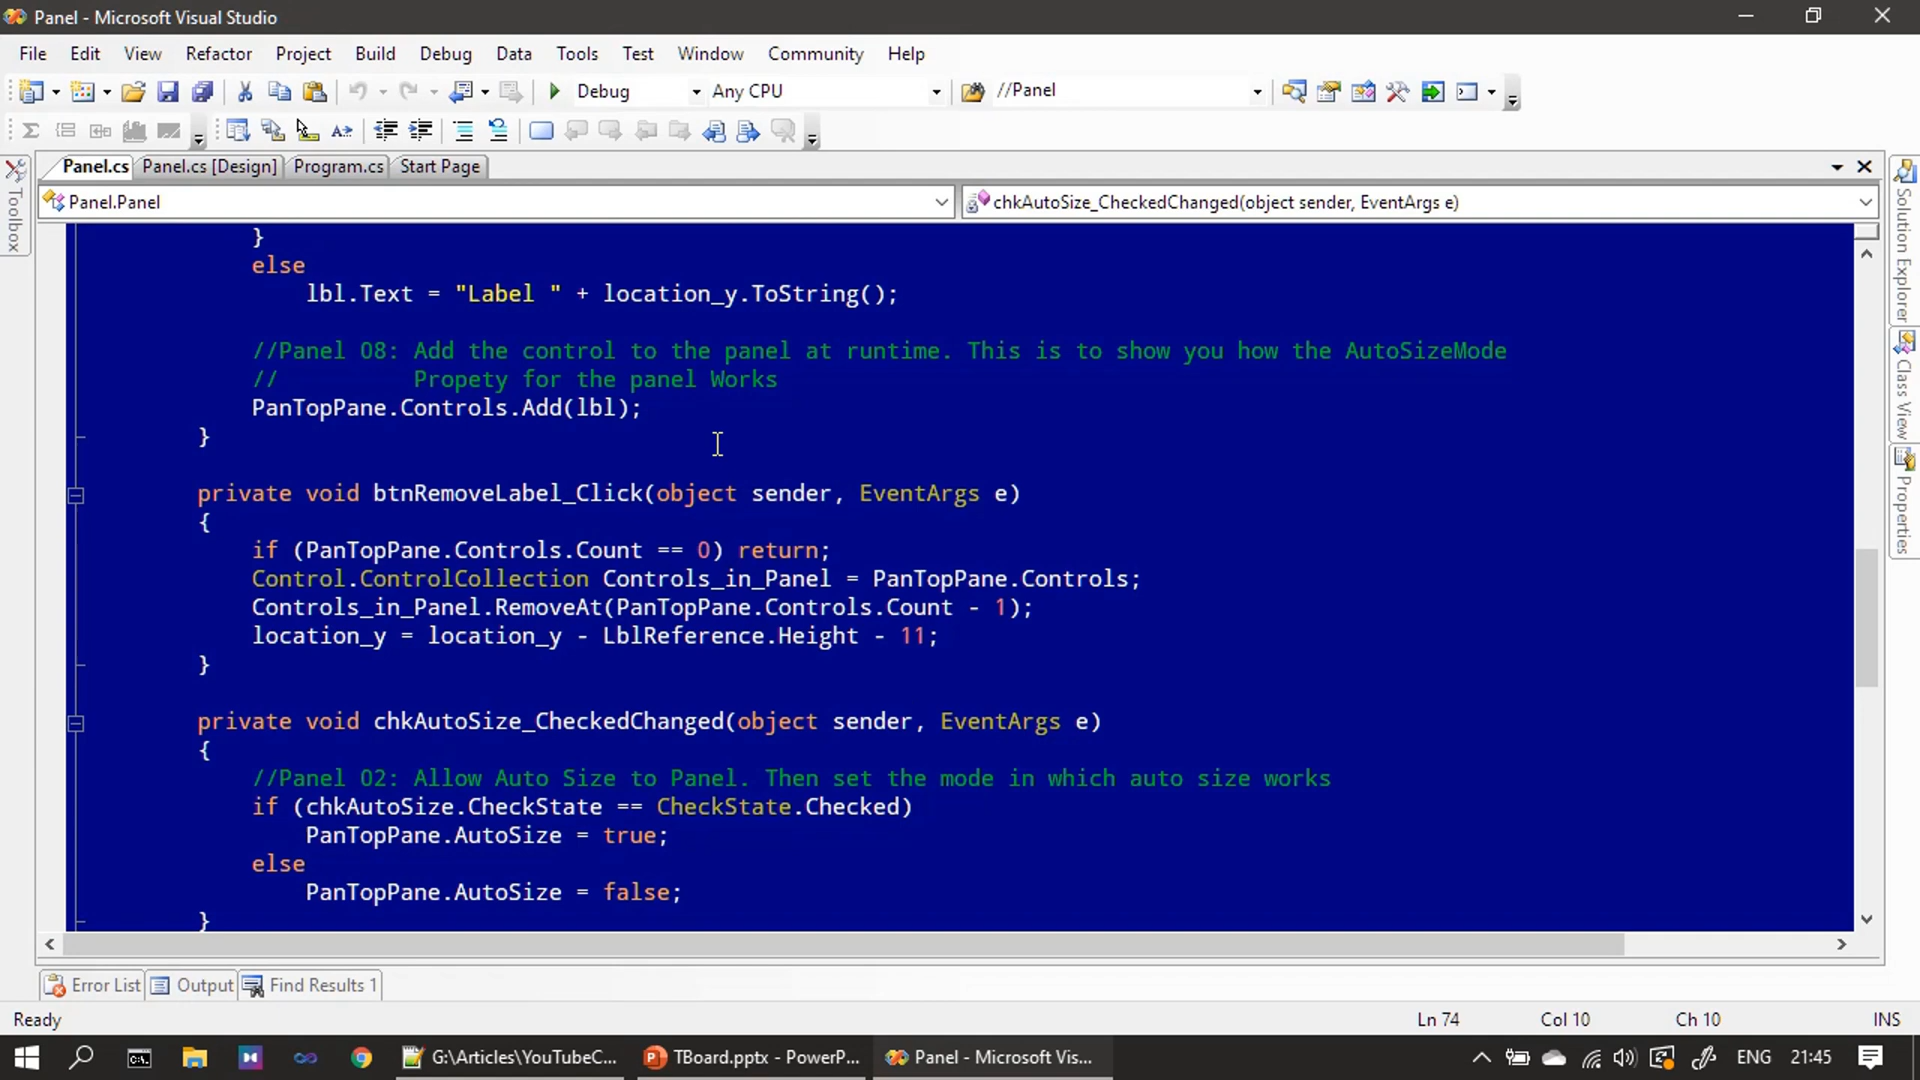 Panel - Microsoft Visual Studio
File Edit View Refactor Project Build Debug Data Tools Test Window Community Help
Debug Any CPU //Panel
Panel.cs Panel.cs [Design] Program.cs Start Page
Panel.Panel chkAutoSize_CheckedChanged(object sender, EventArgs e)
Toolbox
Solution Explorer
Class View
Properties
}
else
lbl.Text = "Label " + location_y.ToString();
//Panel 08: Add the control to the panel at runtime. This is to show you how the AutoSizeMode
// Propety for the panel Works
PanTopPane.Controls.Add(lbl);
}
private void btnRemoveLabel_Click(object sender, EventArgs e)
{
if (PanTopPane.Controls.Count == 0) return;
Control.ControlCollection Controls_in_Panel = PanTopPane.Controls;
Controls_in_Panel.RemoveAt(PanTopPane.Controls.Count - 1);
location_y = location_y - LblReference.Height - 11;
}
private void chkAutoSize_CheckedChanged(object sender, EventArgs e)
{
//Panel 02: Allow Auto Size to Panel. Then set the mode in which auto size works
if (chkAutoSize.CheckState == CheckState.Checked)
PanTopPane.AutoSize = true;
else
PanTopPane.AutoSize = false;
}
Error List Output Find Results 1
Ready Ln 74 Col 10 Ch 10 INS
G:\Articles\YouTubeC... TBoard.pptx - PowerP... Panel - Microsoft Vis... ENG 21:45